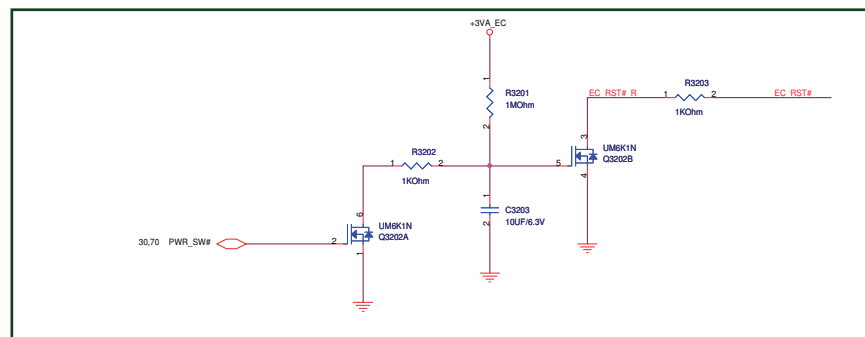 +3VA_EC
1
R3201
1MOhm
2
R3203
EC_RST#_R
1
2
EC_RST#
1KOhm
3
UM6K1N
Q3202B
5
4
R3202
1
2
1KOhm
1
C3203
10UF/6.3V
2
6
UM6K1N
Q3202A
30,70 PWR_SW#
2
1